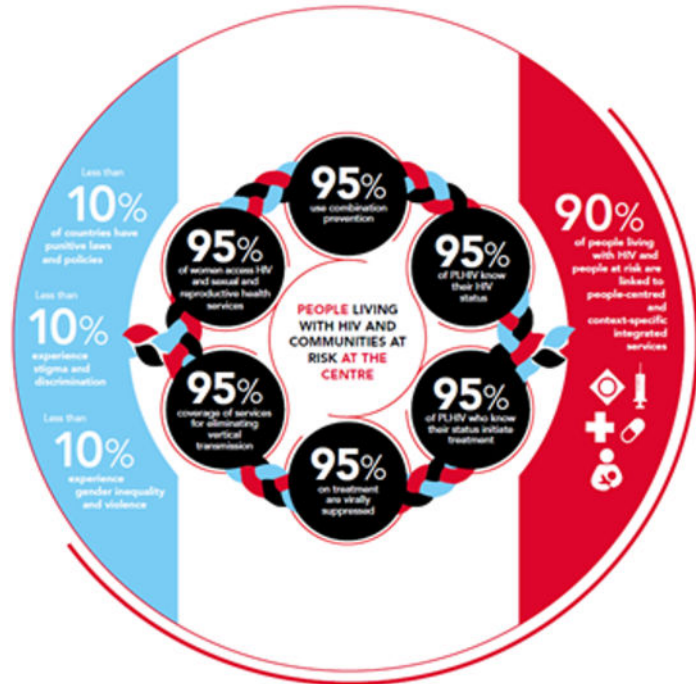 Less than
10%
of countries have
punitive laws
and policies
Less than
10%
experience
stigma and
discrimination
Less than
10%
experience
gender inequality
and violence
95%
use combination
prevention
95%
of women access HIV
and sexual and
reproductive health
services
95%
of PLHIV know
their HIV
status
PEOPLE LIVING
WITH HIV AND
COMMUNITIES AT
RISK AT THE
CENTRE
95%
coverage of services
for eliminating
vertical
transmission
95%
of PLHIV who know
their status initiate
treatment
95%
on treatment
are virally
suppressed
90%
of people living
with HIV and
people at risk are
linked to
people-centred
and
context-specific
integrated
services